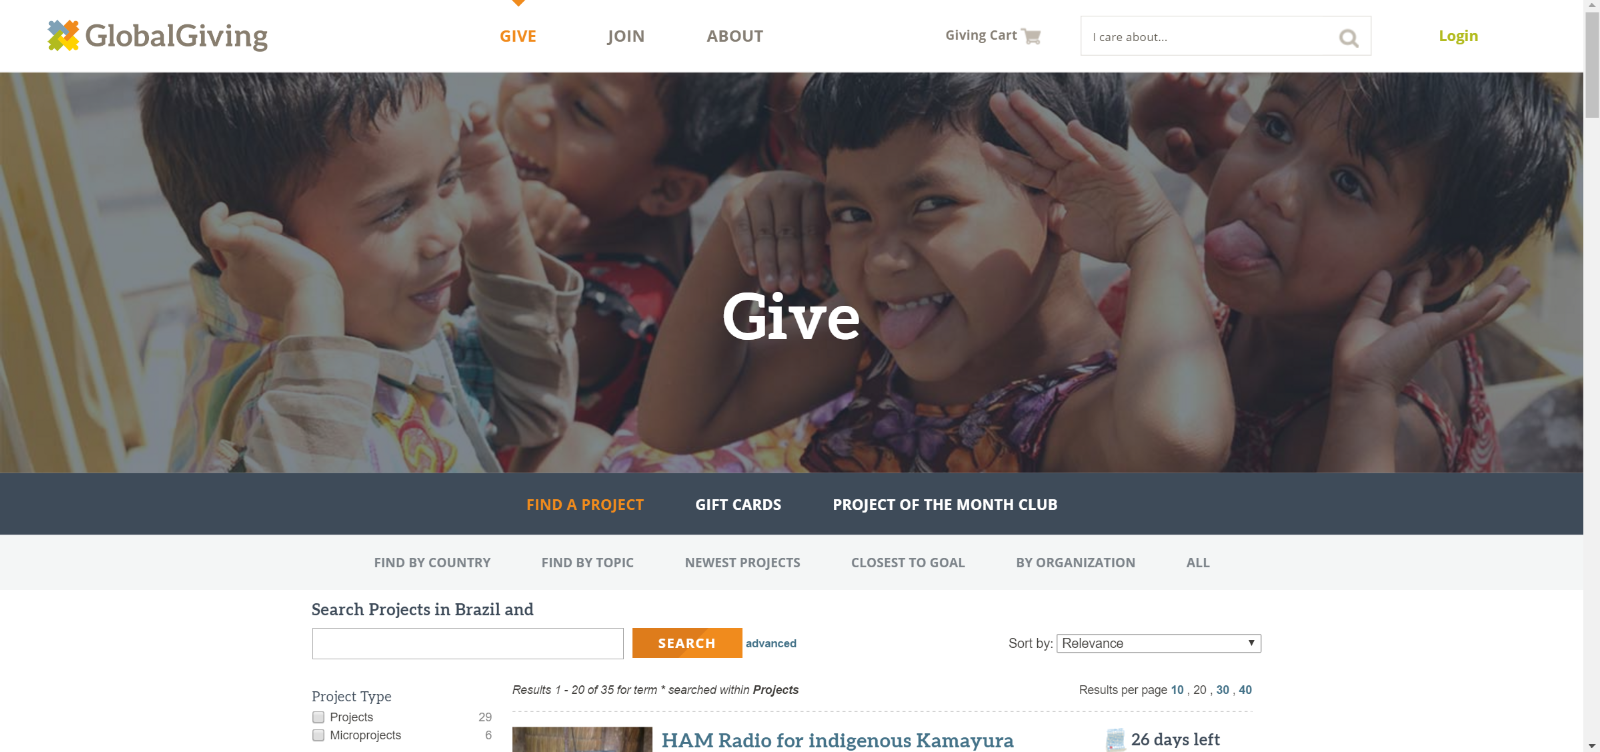 GlobalGiving
GIVE JOIN ABOUT
Giving Cart
I care about...
Login
Give
FIND A PROJECT GIFT CARDS PROJECT OF THE MONTH CLUB
FIND BY COUNTRY FIND BY TOPIC NEWEST PROJECTS CLOSEST TO GOAL BY ORGANIZATION ALL
Search Projects in Brazil and
SEARCH advanced
Sort by: Relevance
Project Type
Projects 29
Microprojects 6
Results 1 - 20 of 35 for term * searched within Projects
Results per page 10 , 20 , 30 , 40
HAM Radio for indigenous Kamayura
26 days left